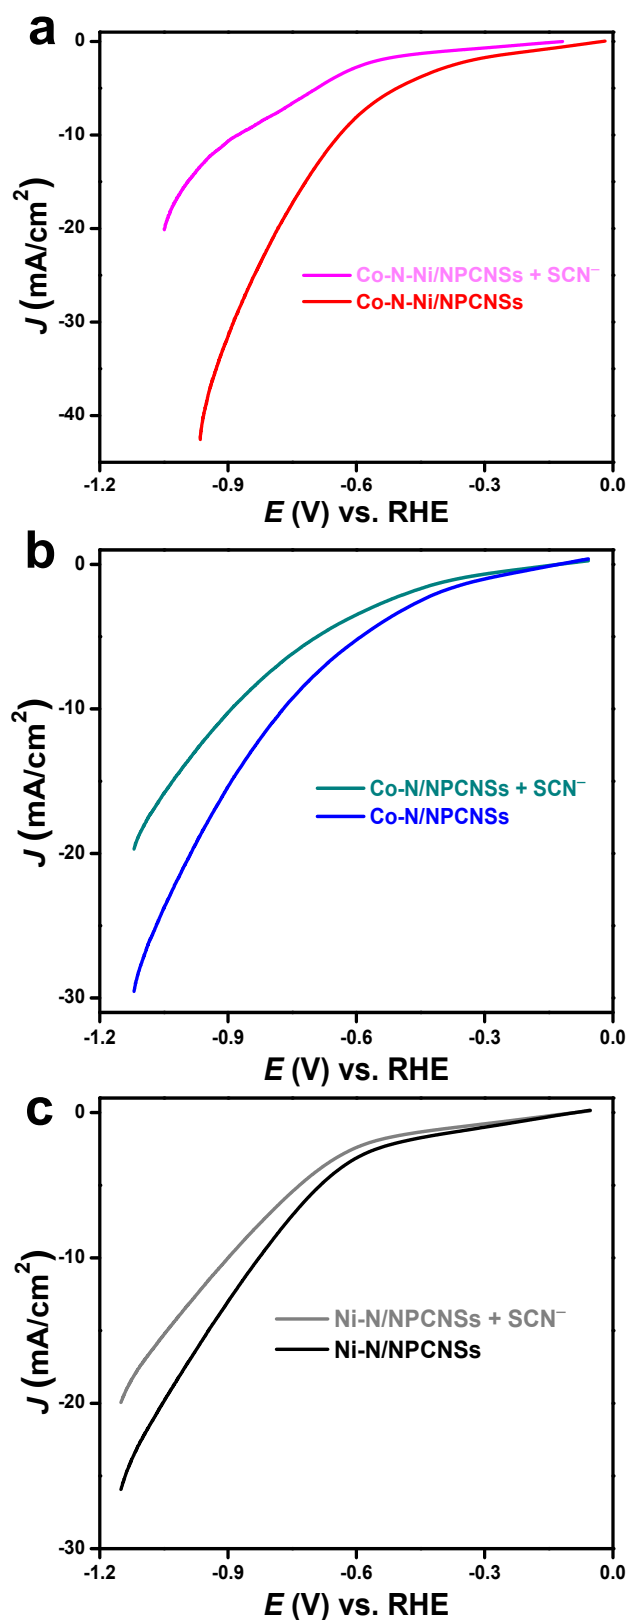 a
0
-10
-20
-30
-40
J (mA/cm²)
Co-N-Ni/NPCNSs + SCN⁻
Co-N-Ni/NPCNSs
-1.2 -0.9 -0.6 -0.3 0.0
E (V) vs. RHE
b
0
-10
-20
-30
J (mA/cm²)
Co-N/NPCNSs + SCN⁻
Co-N/NPCNSs
-1.2 -0.9 -0.6 -0.3 0.0
E (V) vs. RHE
c
0
-10
-20
-30
J (mA/cm²)
Ni-N/NPCNSs + SCN⁻
Ni-N/NPCNSs
-1.2 -0.9 -0.6 -0.3 0.0
E (V) vs. RHE